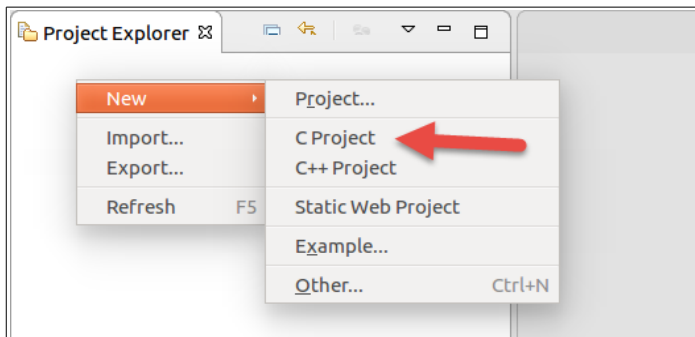 Project Explorer
New
Import...
Export...
Refresh F5
Project...
C Project
C++ Project
Static Web Project
Example...
Other... Ctrl+N